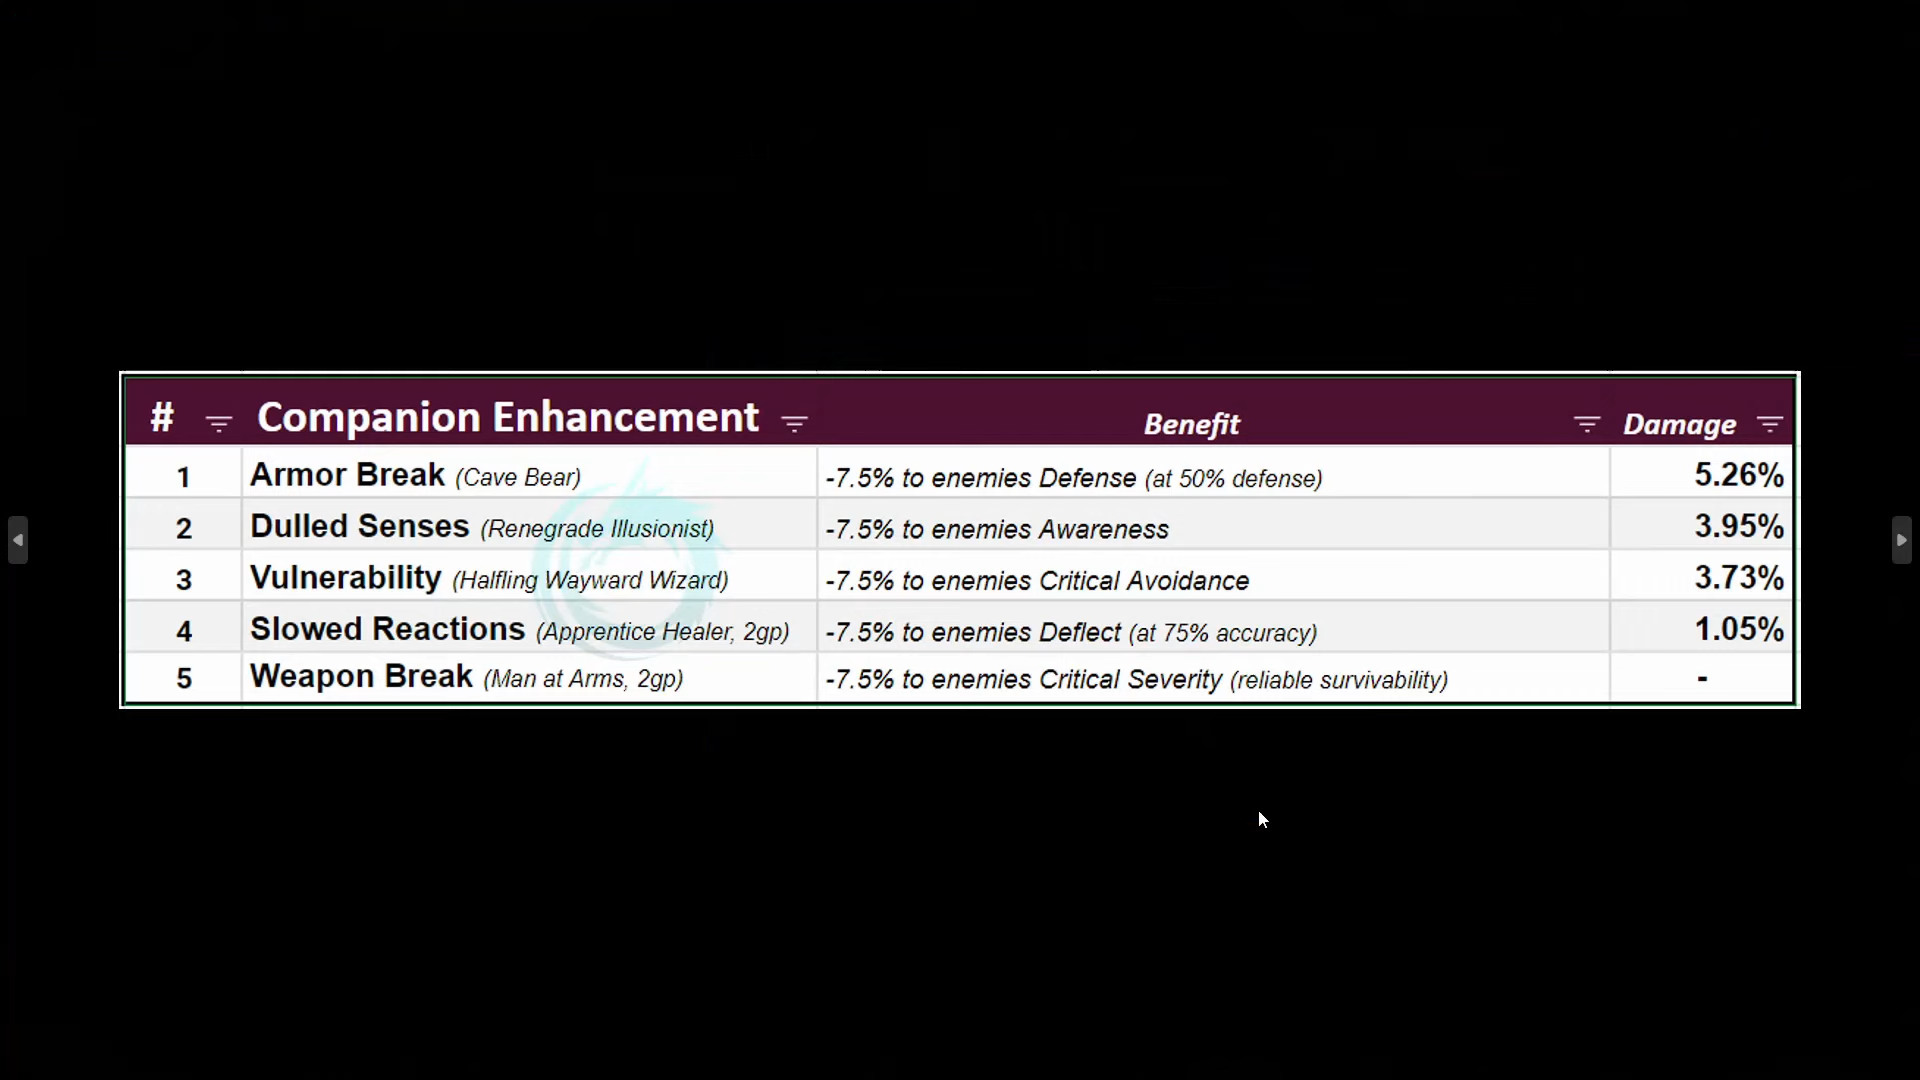 # Companion Enhancement Benefit Damage
1 Armor Break (Cave Bear) -7.5% to enemies Defense (at 50% defense) 5.26%
2 Dulled Senses (Renegrade Illusionist) -7.5% to enemies Awareness 3.95%
3 Vulnerability (Halfling Wayward Wizard) -7.5% to enemies Critical Avoidance 3.73%
4 Slowed Reactions (Apprentice Healer, 2gp) -7.5% to enemies Deflect (at 75% accuracy) 1.05%
5 Weapon Break (Man at Arms, 2gp) -7.5% to enemies Critical Severity (reliable survivability) -